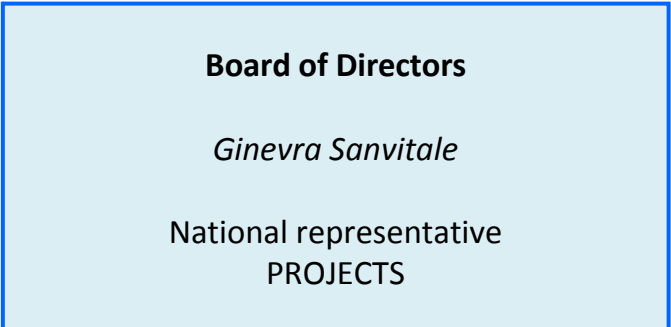 Board of Directors
Ginevra Sanvitale
National representative
PROJECTS